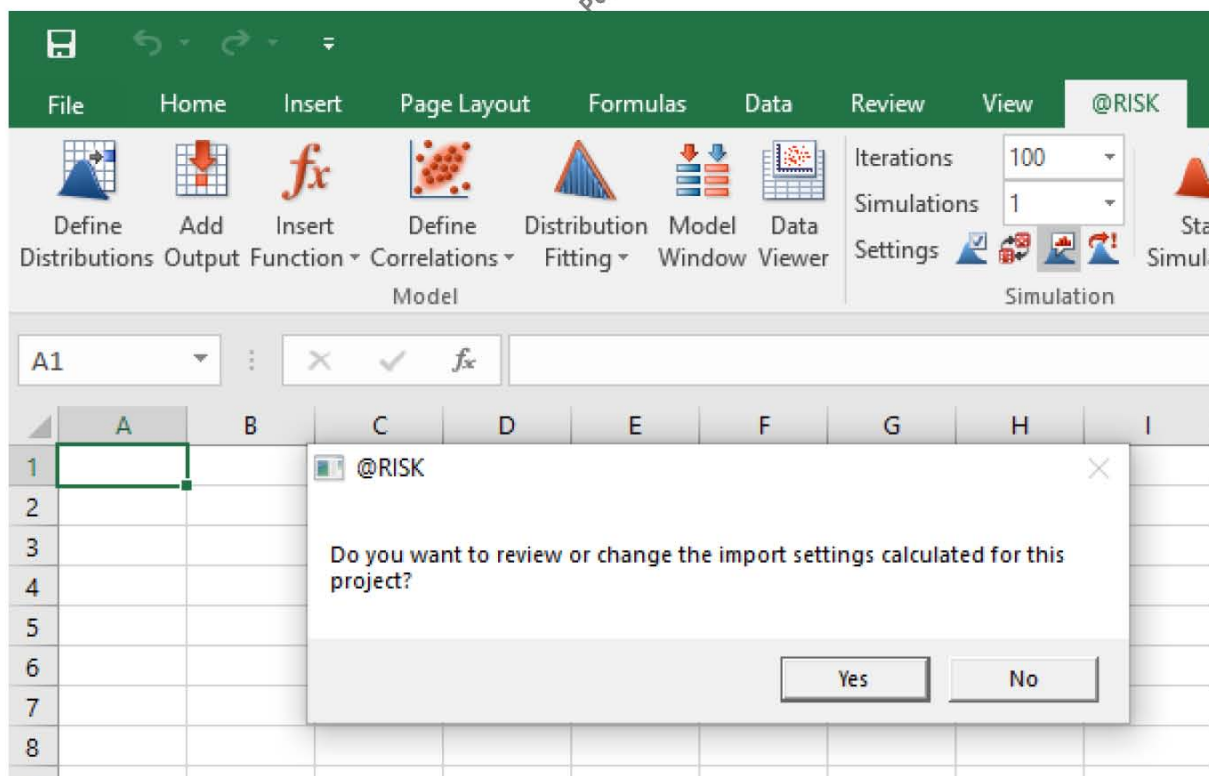 File Home Insert Page Layout Formulas Data Review View @RISK
Define Distributions
Add Output
Insert Function
Define Correlations
Distribution Fitting
Model Window
Data Viewer
Iterations 100
Simulations 1
Settings
Model
Simulation
A1
fx
A B C D E F G H I
1
@RISK
2
3
Do you want to review or change the import settings calculated for this
4
project?
5
6
Yes No
7
8